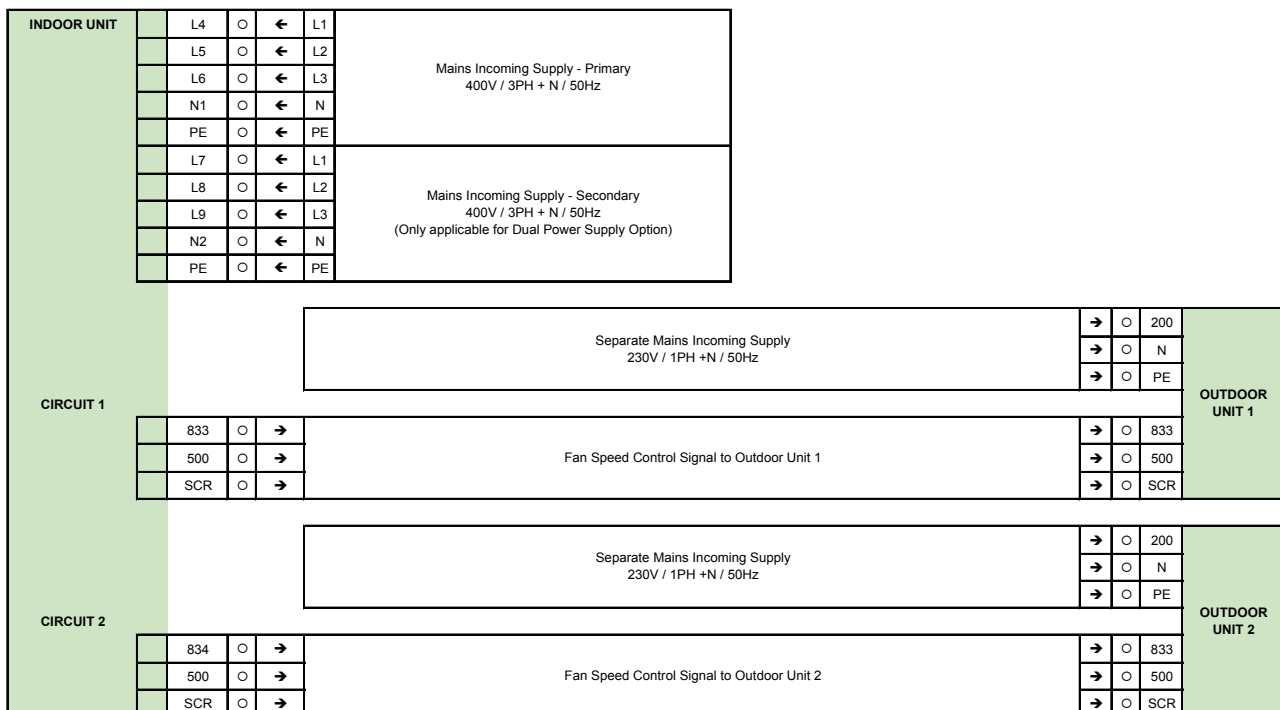 INDOOR UNIT L4 ○ ← L1
L5 ○ ← L2
Mains Incoming Supply - Primary
L6 ○ ← L3
400V / 3PH + N / 50Hz
N1 ○ ← N
PE ○ ← PE
L7 ○ ← L1
L8 ○ ← L2
Mains Incoming Supply - Secondary
L9 ○ ← L3
400V / 3PH + N / 50Hz
(Only applicable for Dual Power Supply Option)
N2 ○ ← N
PE ○ ← PE
→ ○ 200
Separate Mains Incoming Supply
→ ○ N
230V / 1PH +N / 50Hz
→ ○ PE
OUTDOOR
UNIT 1
CIRCUIT 1
833 ○ → → ○ 833
500 ○ → Fan Speed Control Signal to Outdoor Unit 1 → ○ 500
SCR ○ → → ○ SCR
→ ○ 200
Separate Mains Incoming Supply
→ ○ N
230V / 1PH +N / 50Hz
→ ○ PE
OUTDOOR
UNIT 2
CIRCUIT 2
834 ○ → → ○ 833
500 ○ → Fan Speed Control Signal to Outdoor Unit 2 → ○ 500
SCR ○ → → ○ SCR